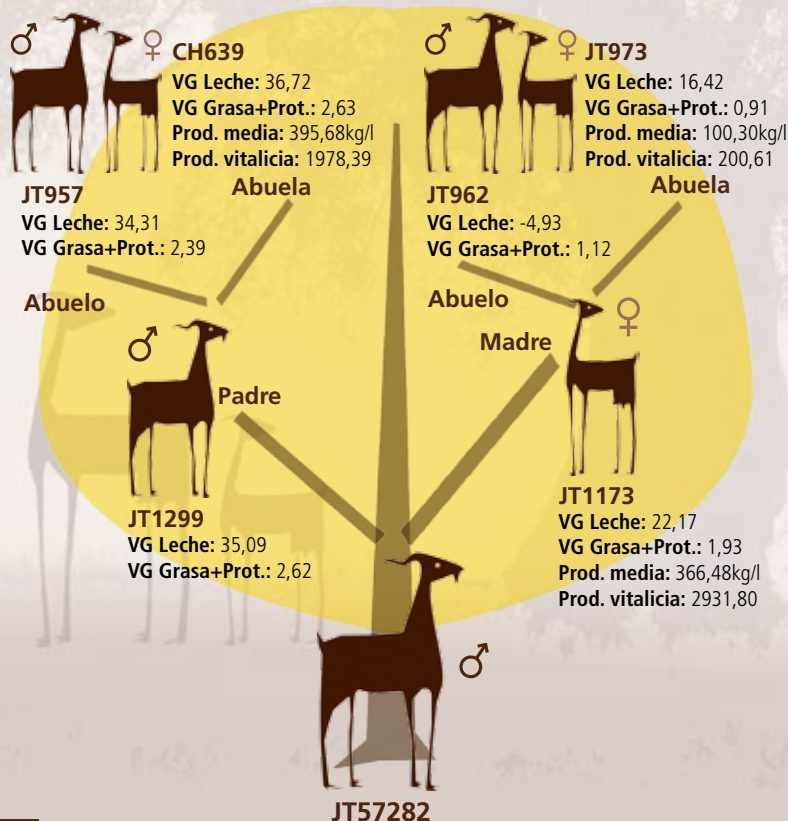 ♂ ♀ CH639
VG Leche: 36,72
VG Grasa+Prot.: 2,63
Prod. media: 395,68kg/l
Prod. vitalicia: 1978,39
Abuela
JT957
VG Leche: 34,31
VG Grasa+Prot.: 2,39
Abuelo
♂ ♀ JT973
VG Leche: 16,42
VG Grasa+Prot.: 0,91
Prod. media: 100,30kg/l
Prod. vitalicia: 200,61
Abuela
JT962
VG Leche: -4,93
VG Grasa+Prot.: 1,12
Abuelo
♂
Padre
JT1299
VG Leche: 35,09
VG Grasa+Prot.: 2,62
♀
Madre
JT1173
VG Leche: 22,17
VG Grasa+Prot.: 1,93
Prod. media: 366,48kg/l
Prod. vitalicia: 2931,80
♂
JT57282